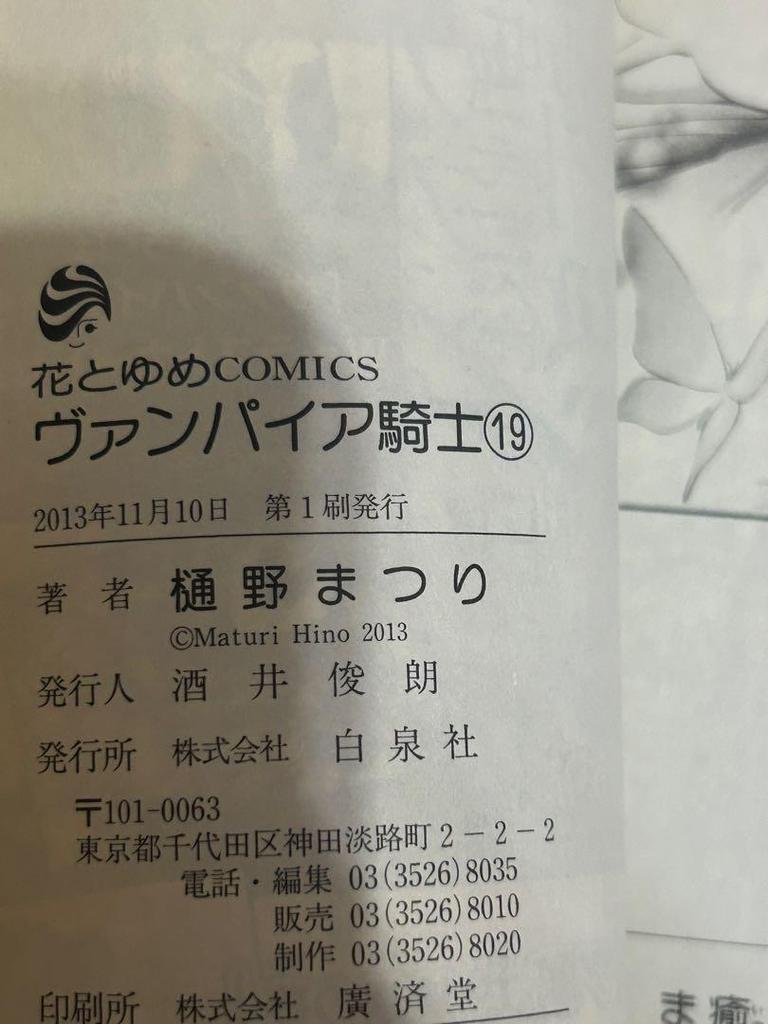 花とゆめCOMICS
ヴァンパイア騎士⑲
2013年11月10日 第1刷発行
著者 樋野まつり
©Maturi Hino 2013
発行人 酒井俊朗
発行所 株式会社 白泉社
〒101-0063
東京都千代田区神田淡路町2-2-2
電話・編集 03(3526)8035
販売 03(3526)8010
制作 03(3526)8020
印刷所 株式会社 廣済堂
ま癒